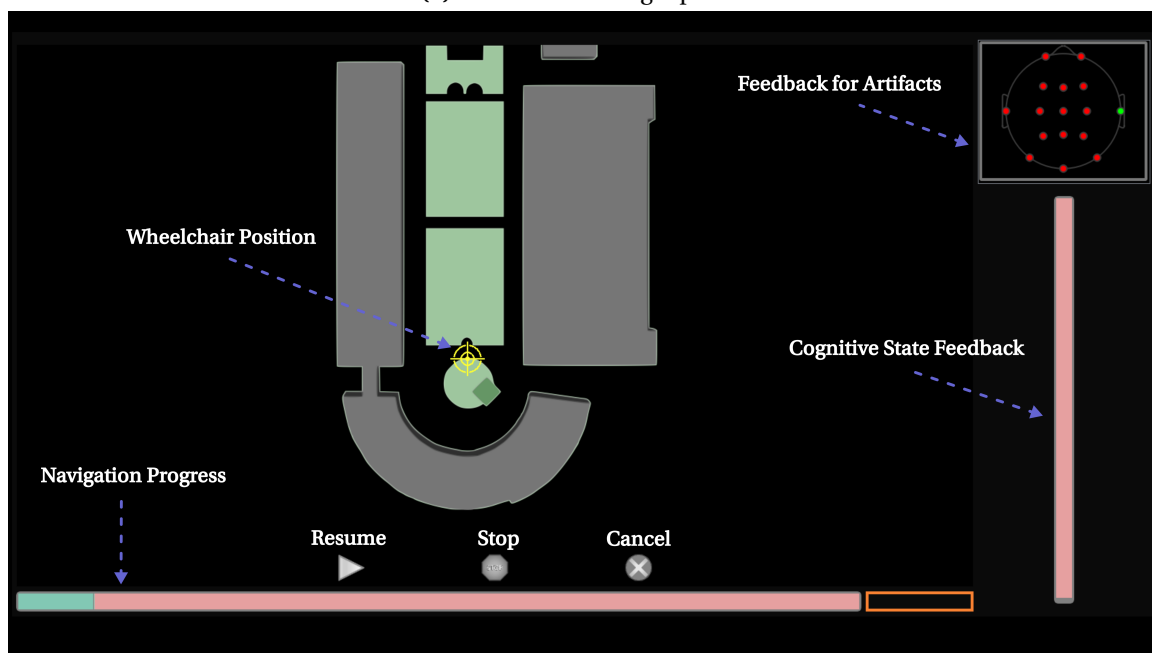 Feedback for Artifacts
Wheelchair Position
Cognitive State Feedback
Navigation Progress
Resume
Stop
Cancel